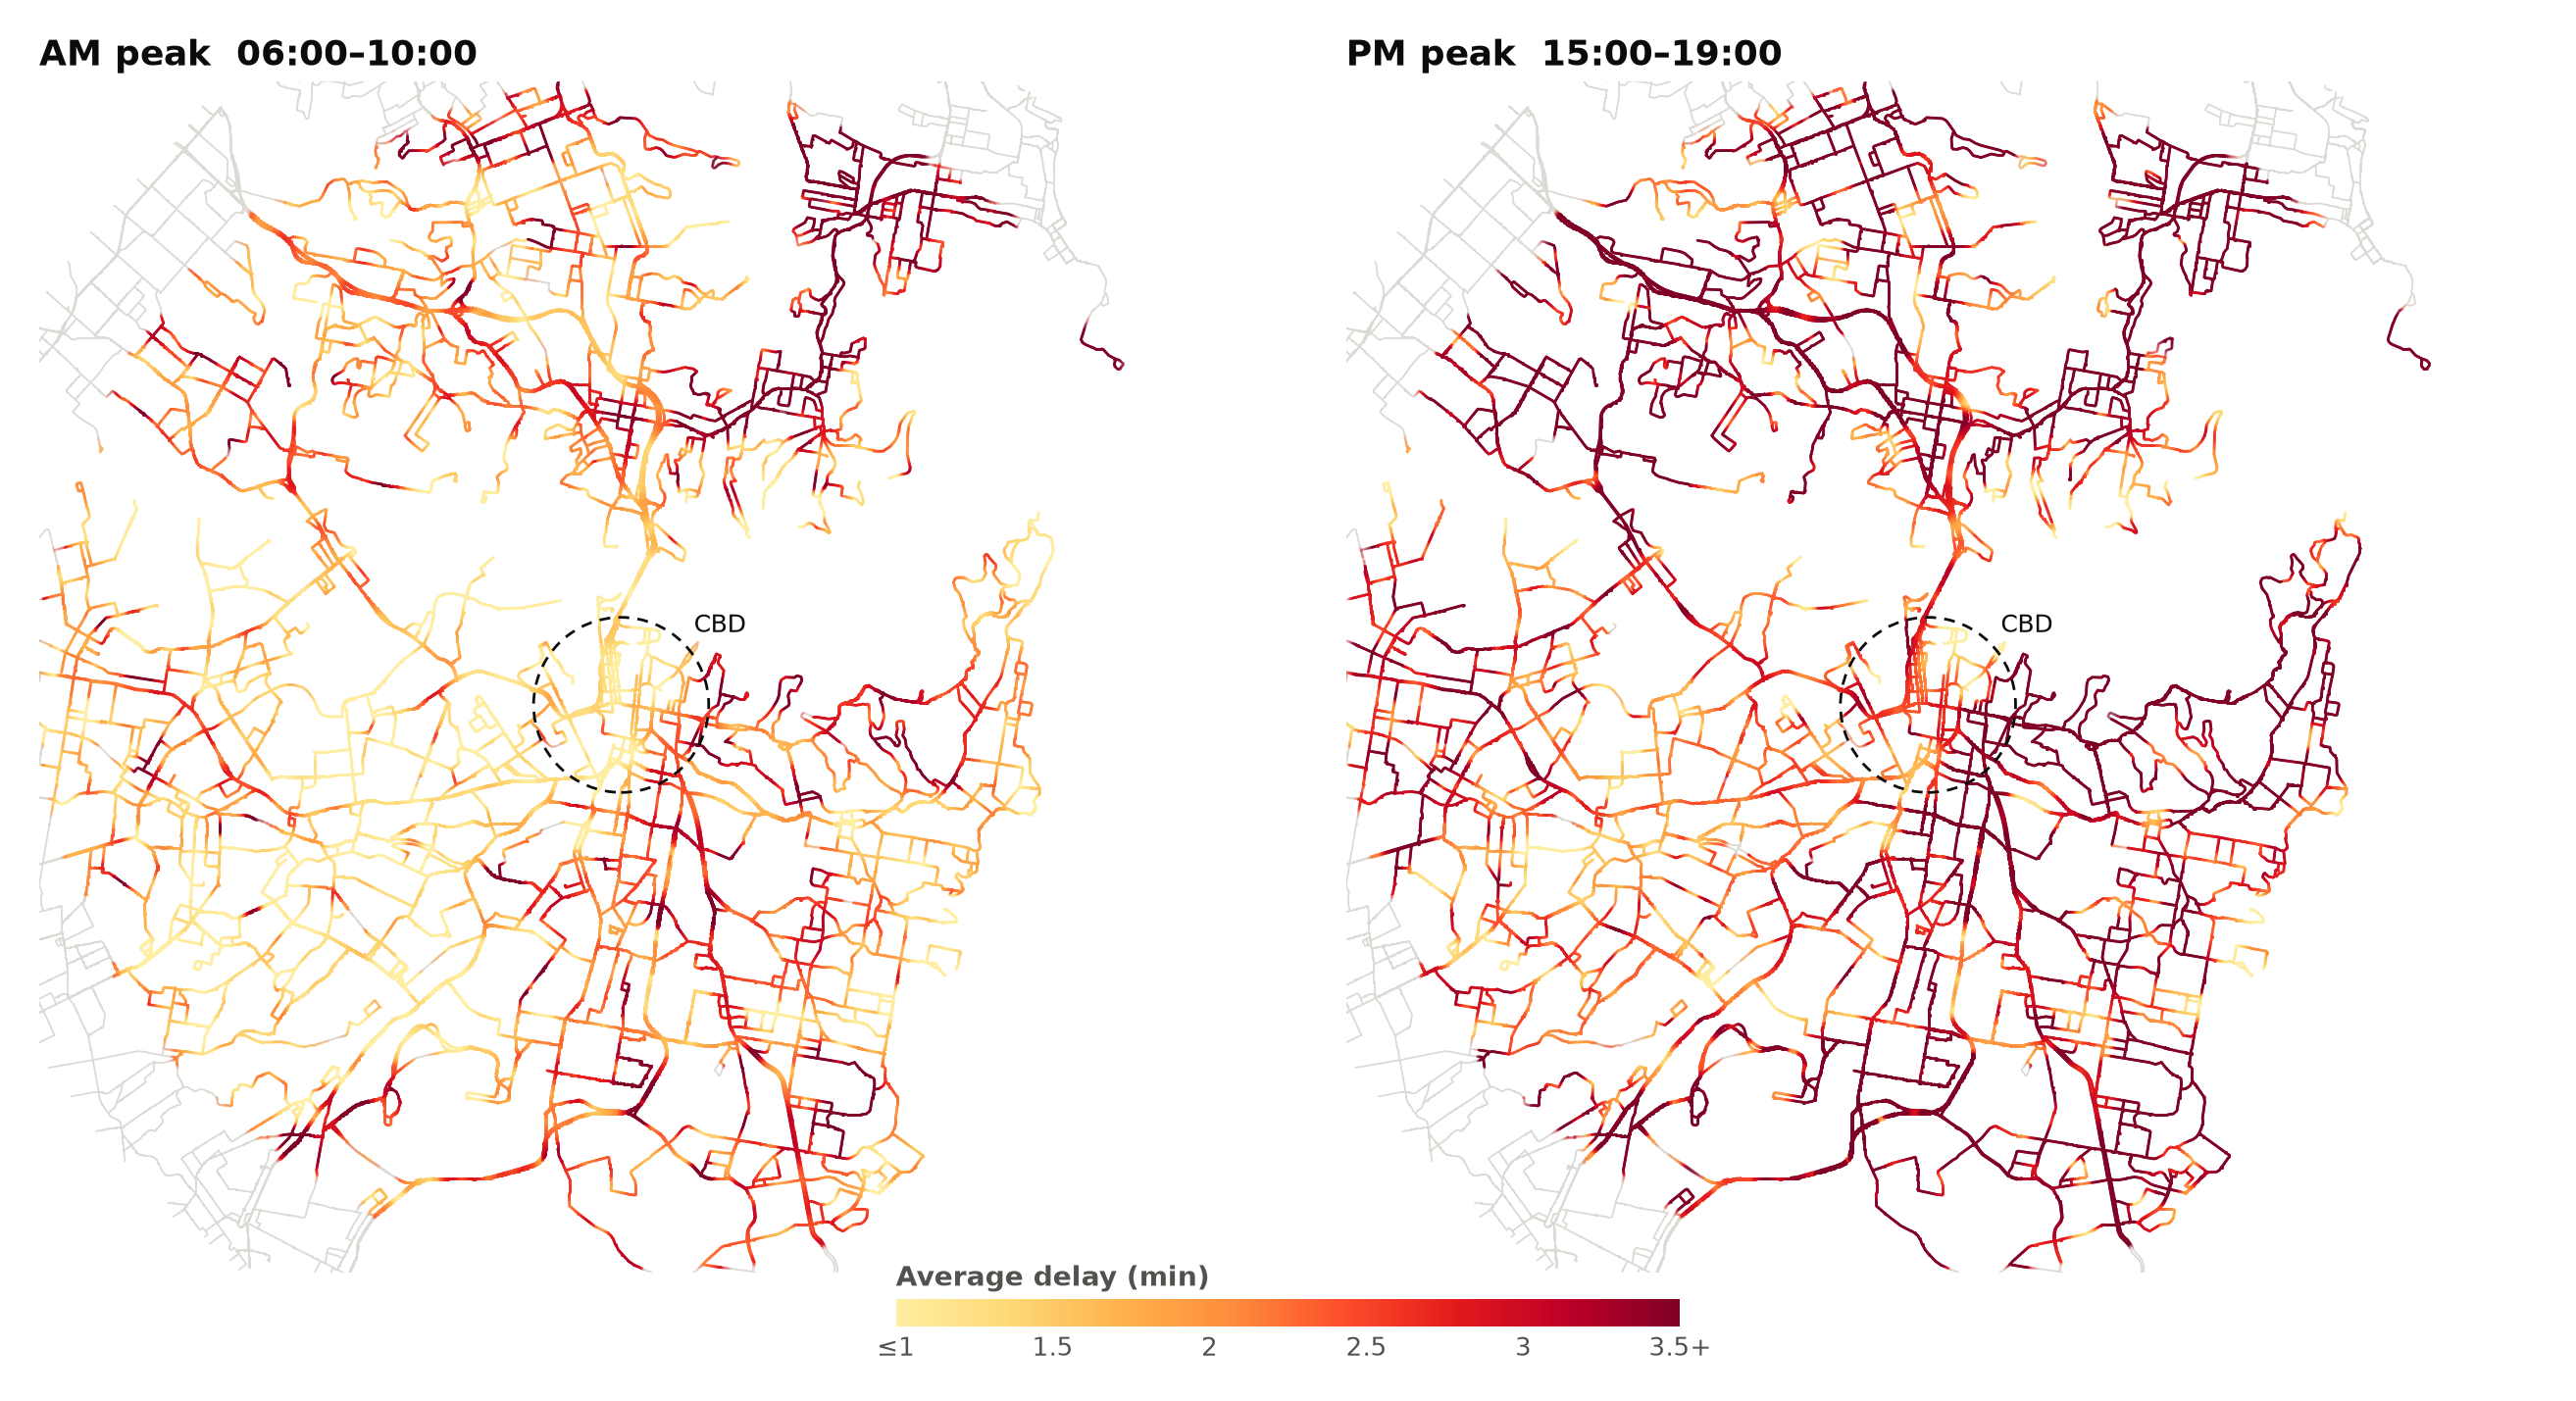 AM peak  06:00–10:00
PM peak  15:00–19:00
CBD
CBD
Average delay (min)
≤1 1.5 2 2.5 3 3.5+